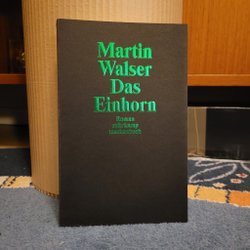 Martin
Walser
Das
Einhorn
Roman
suhrkamp
taschenbuch